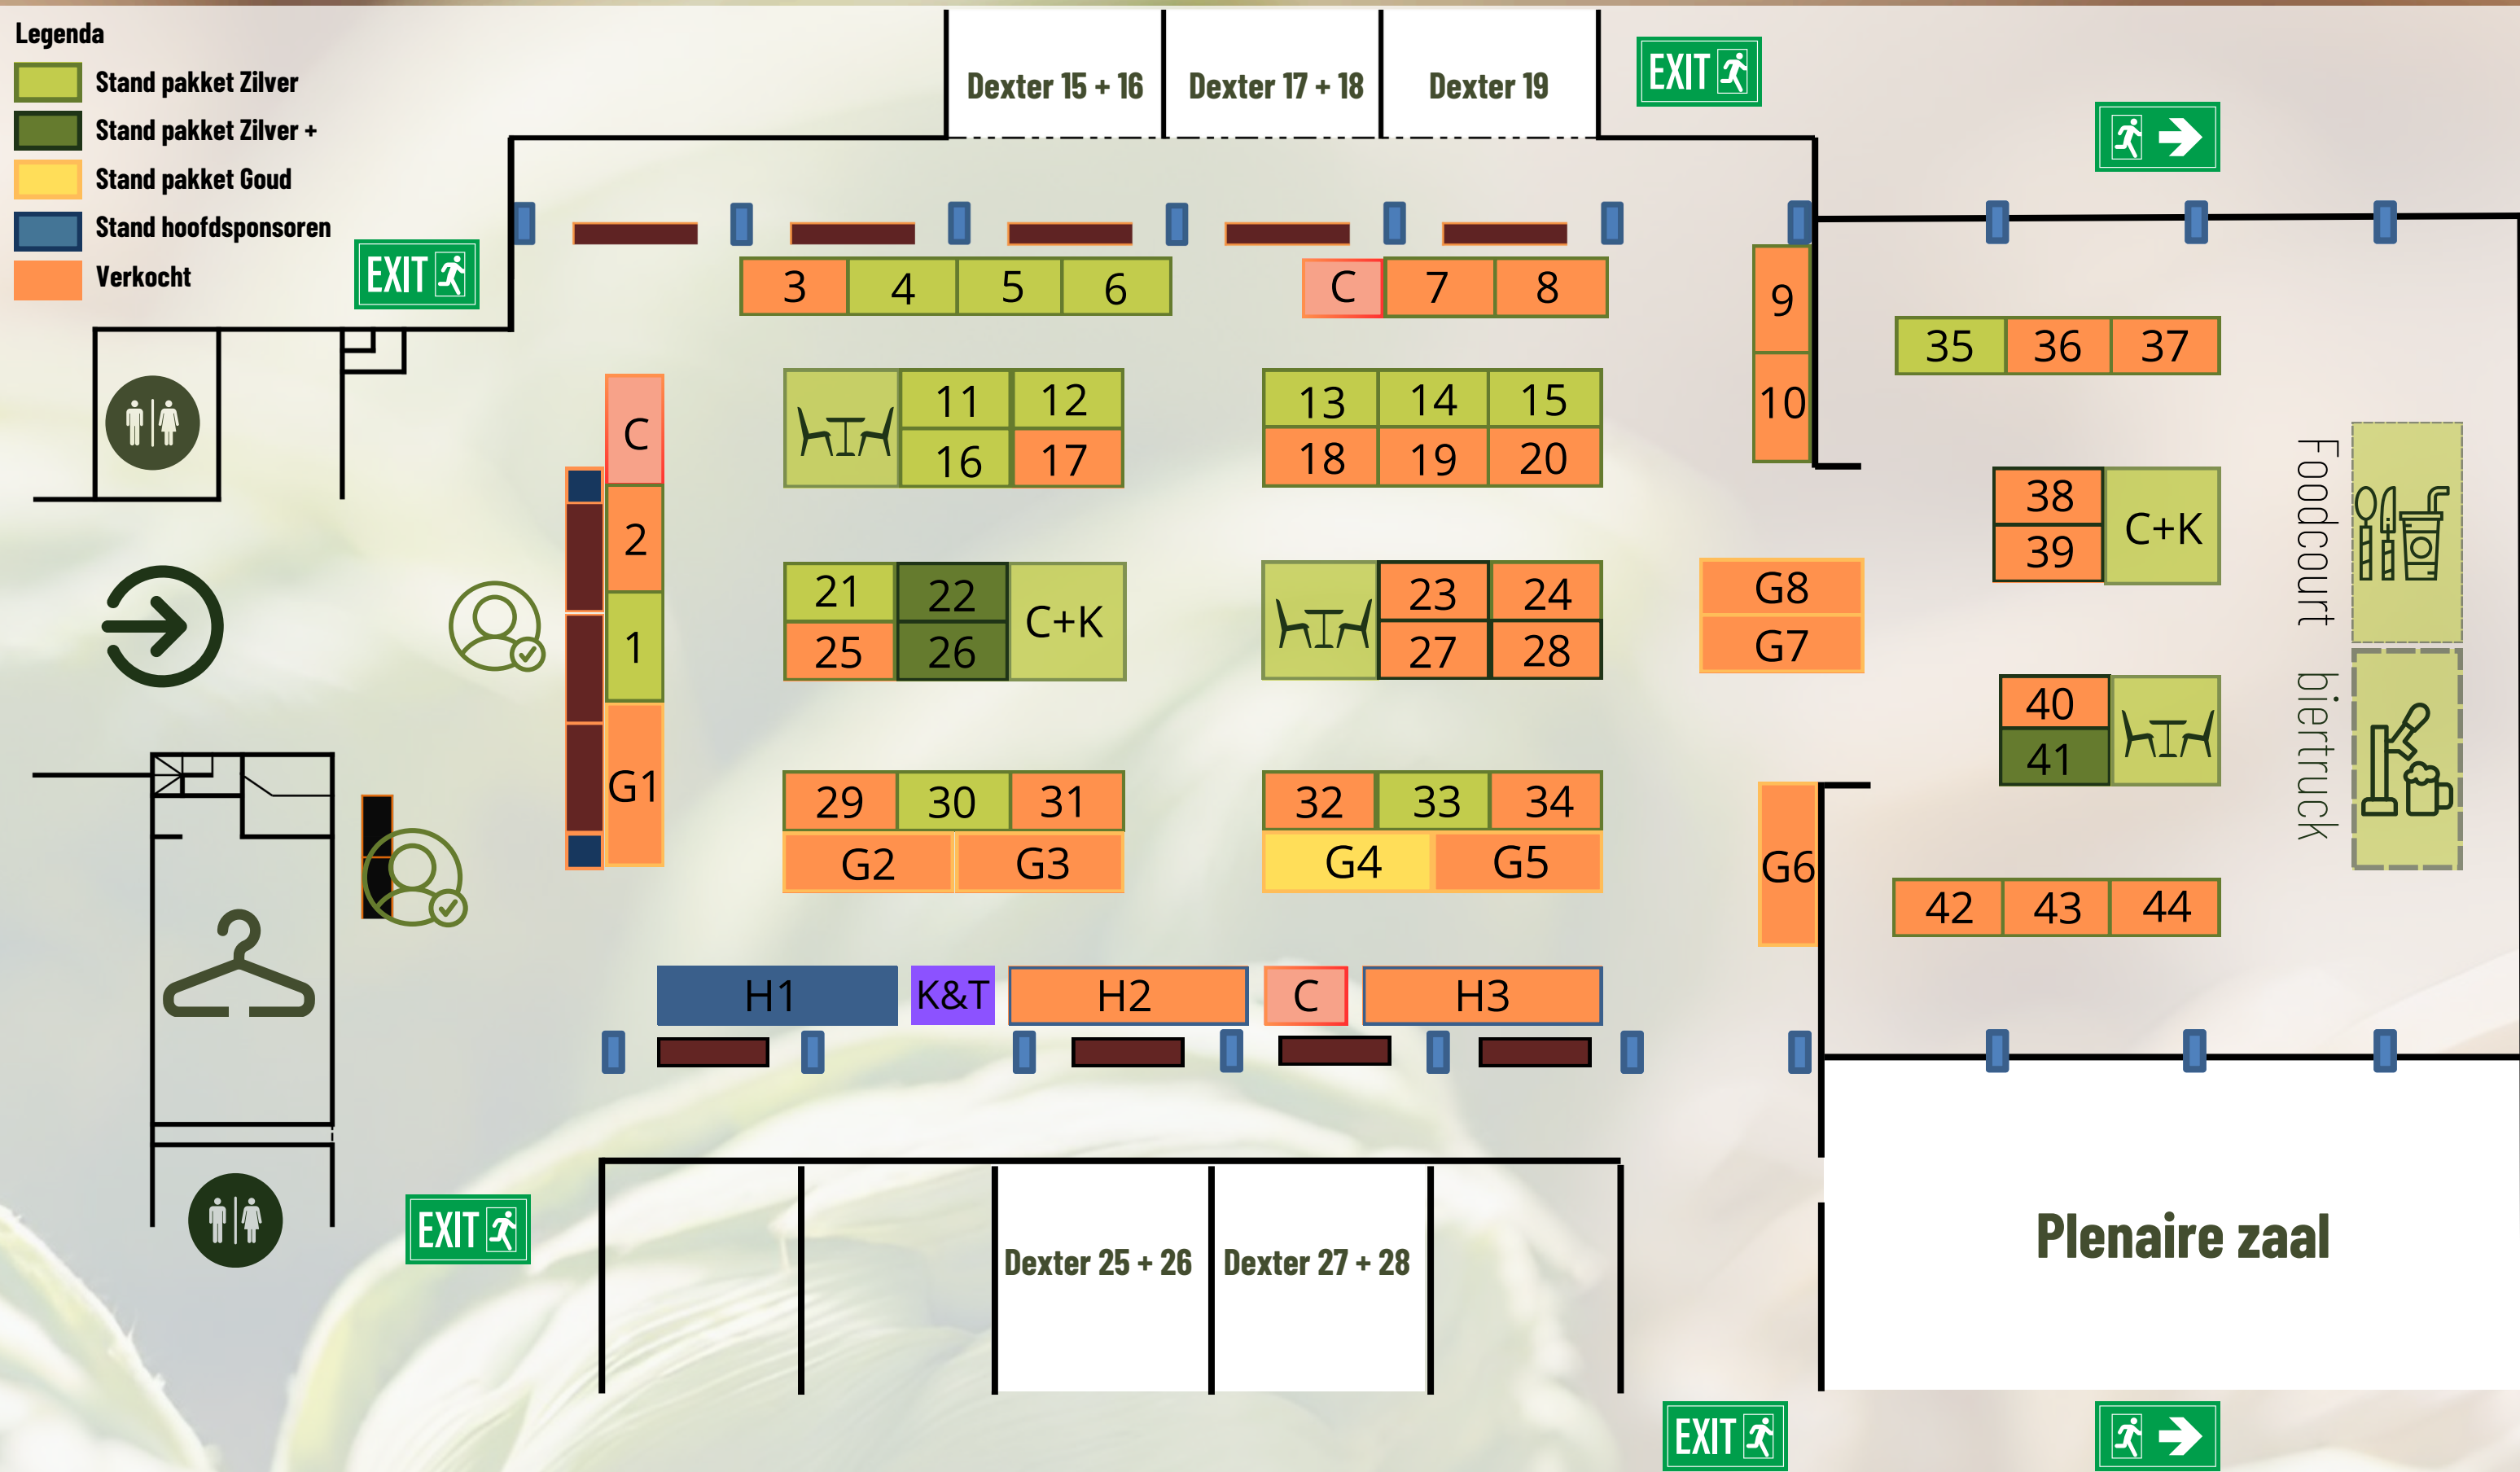 Legenda
Stand pakket Zilver
Stand pakket Zilver +
Stand pakket Goud
Stand hoofdsponsoren
Verkocht
Dexter 15 + 16
Dexter 17 + 18
Dexter 19
EXIT
EXIT
3 4 5 6
C 7 8
9
10
35 36 37
11 12
16 17
13 14 15
18 19 20
C
2
1
G1
38
39
C+K
Foodcourt
21 22
25 26
C+K
23 24
27 28
G8
G7
40
41
biertruck
29 30 31
G2 G3
32 33 34
G4 G5
G6
42 43 44
H1 K&T H2 C H3
EXIT
Dexter 25 + 26
Dexter 27 + 28
Plenaire zaal
EXIT